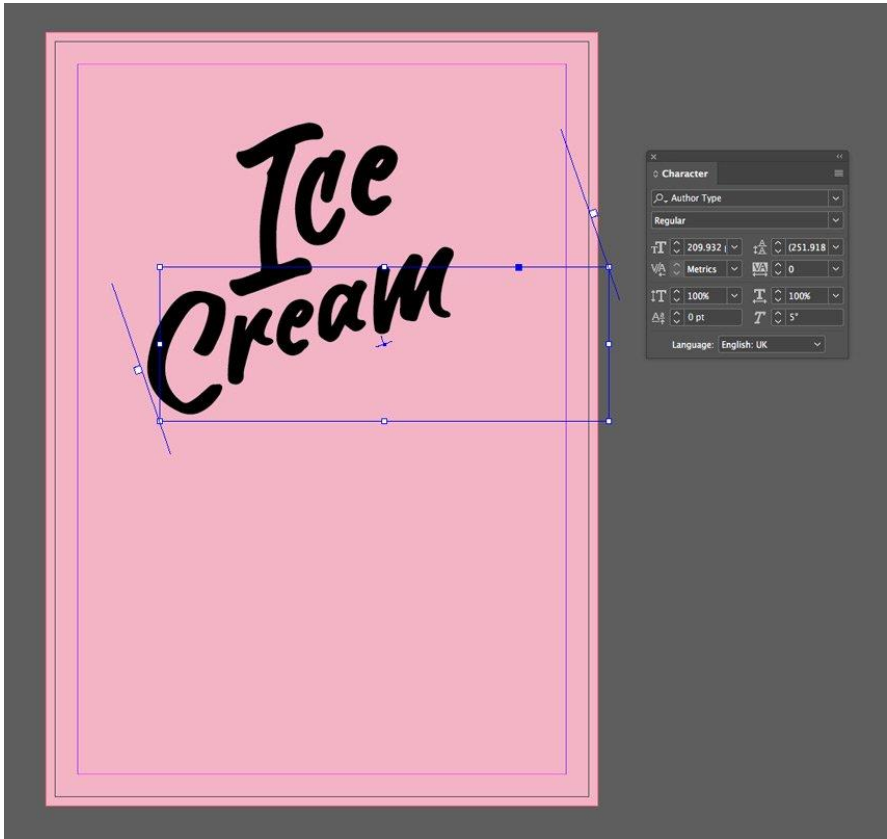 Ice
Cream
Character
Author Type
Regular
209.932 (251.918
Metrics 0
100% 100%
0 pt 5°
Language: English: UK